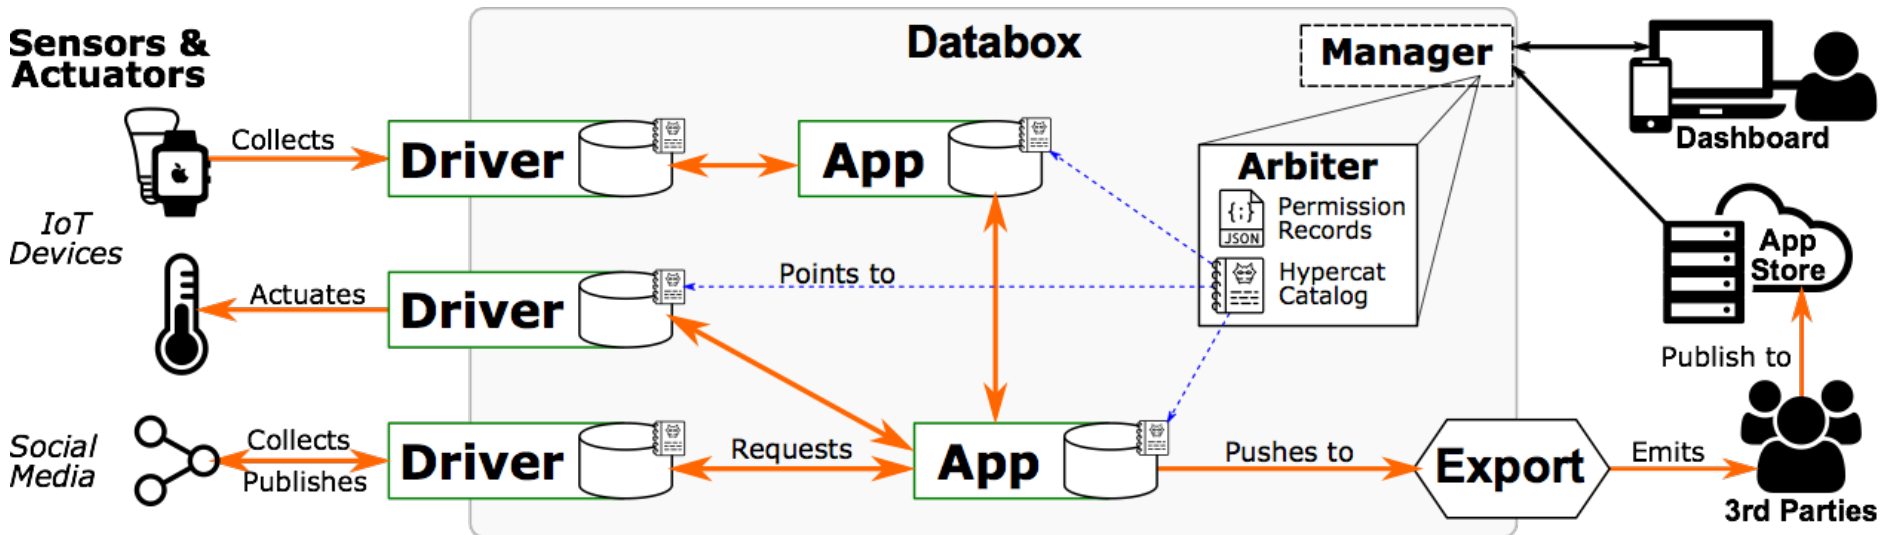 Databox
Sensors &
Actuators
Manager
Dashboard
Collects
Driver
App
Arbiter
{;}
JSON
Permission
Records
Hypercat
Catalog
IoT
Devices
Points to
App
Store
Actuates
Driver
Publish to
Social
Media
Collects
Publishes
Driver
Requests
App
Pushes to
Export
Emits
3rd Parties